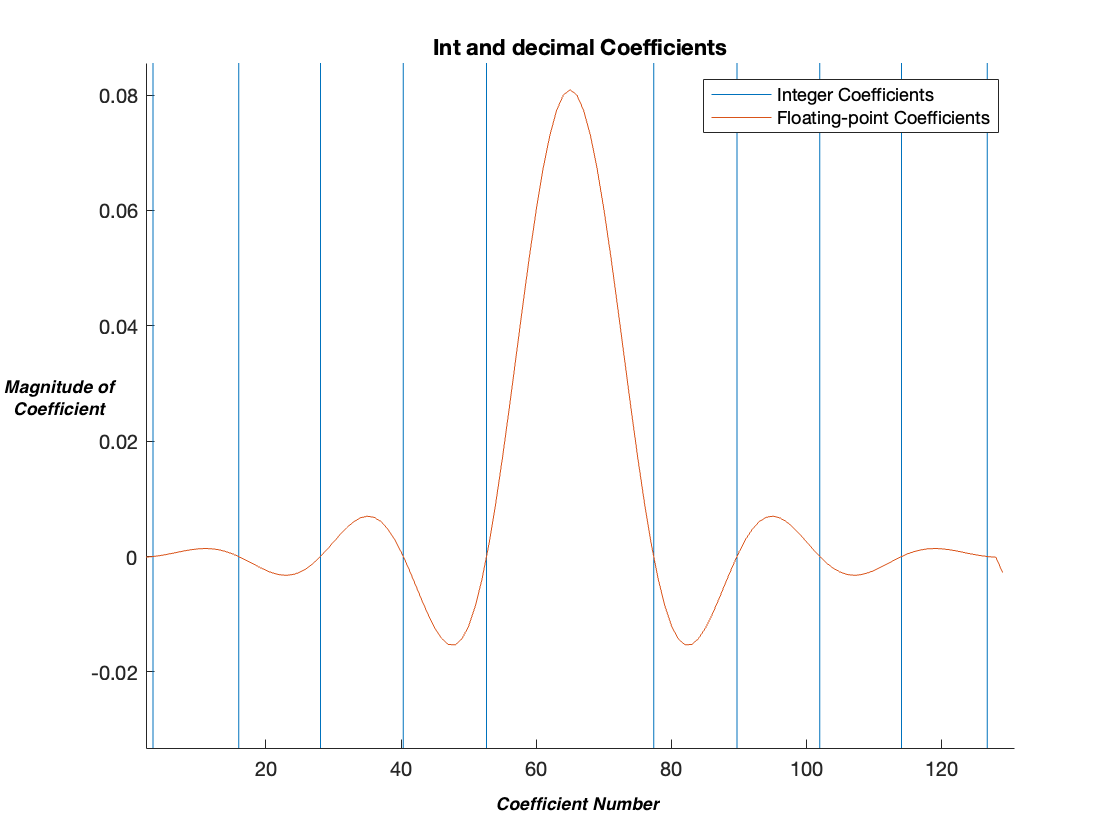 Int and decimal Coefficients
Integer Coefficients
Floating-point Coefficients
0.08
0.06
0.04
0.02
0
-0.02
Magnitude of
Coefficient
20 40 60 80 100 120
Coefficient Number